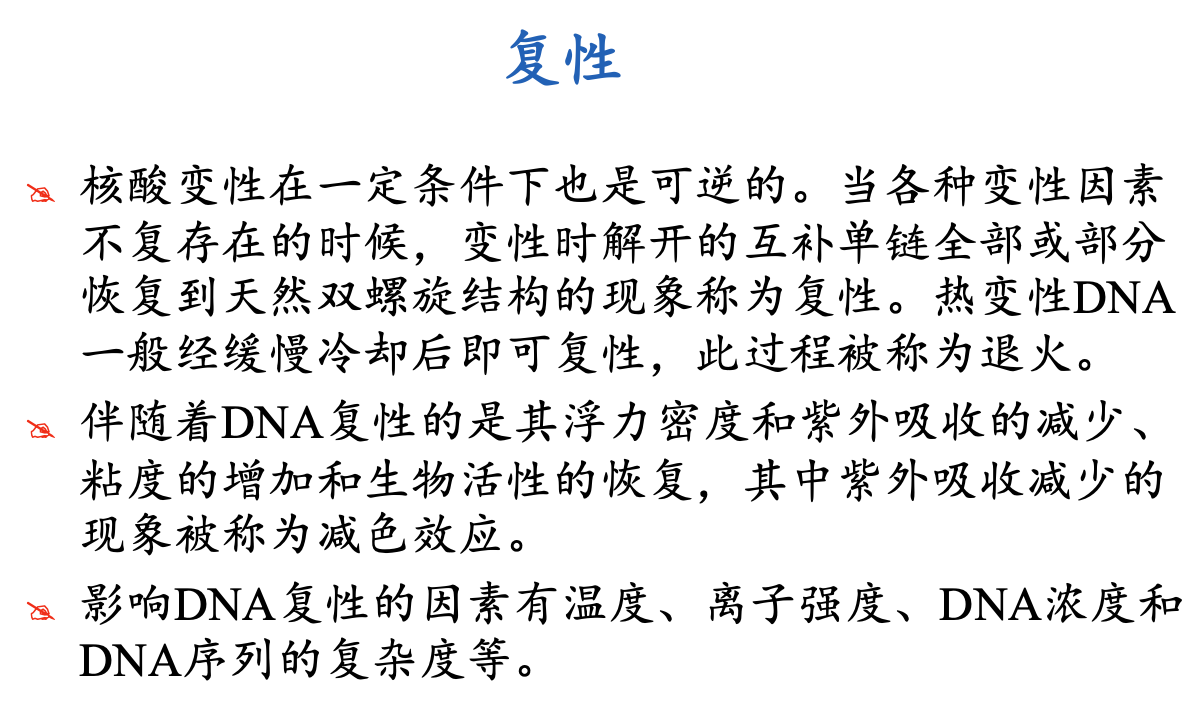 复性
核酸变性在一定条件下也是可逆的。当各种变性因素
不复存在的时候，变性时解开的互补单链全部或部分
恢复到天然双螺旋结构的现象称为复性。热变性DNA
一般经缓慢冷却后即可复性，此过程被称为退火。
伴随着DNA复性的是其浮力密度和紫外吸收的减少、
粘度的增加和生物活性的恢复，其中紫外吸收减少的
现象被称为减色效应。
影响DNA复性的因素有温度、离子强度、DNA浓度和
DNA序列的复杂度等。